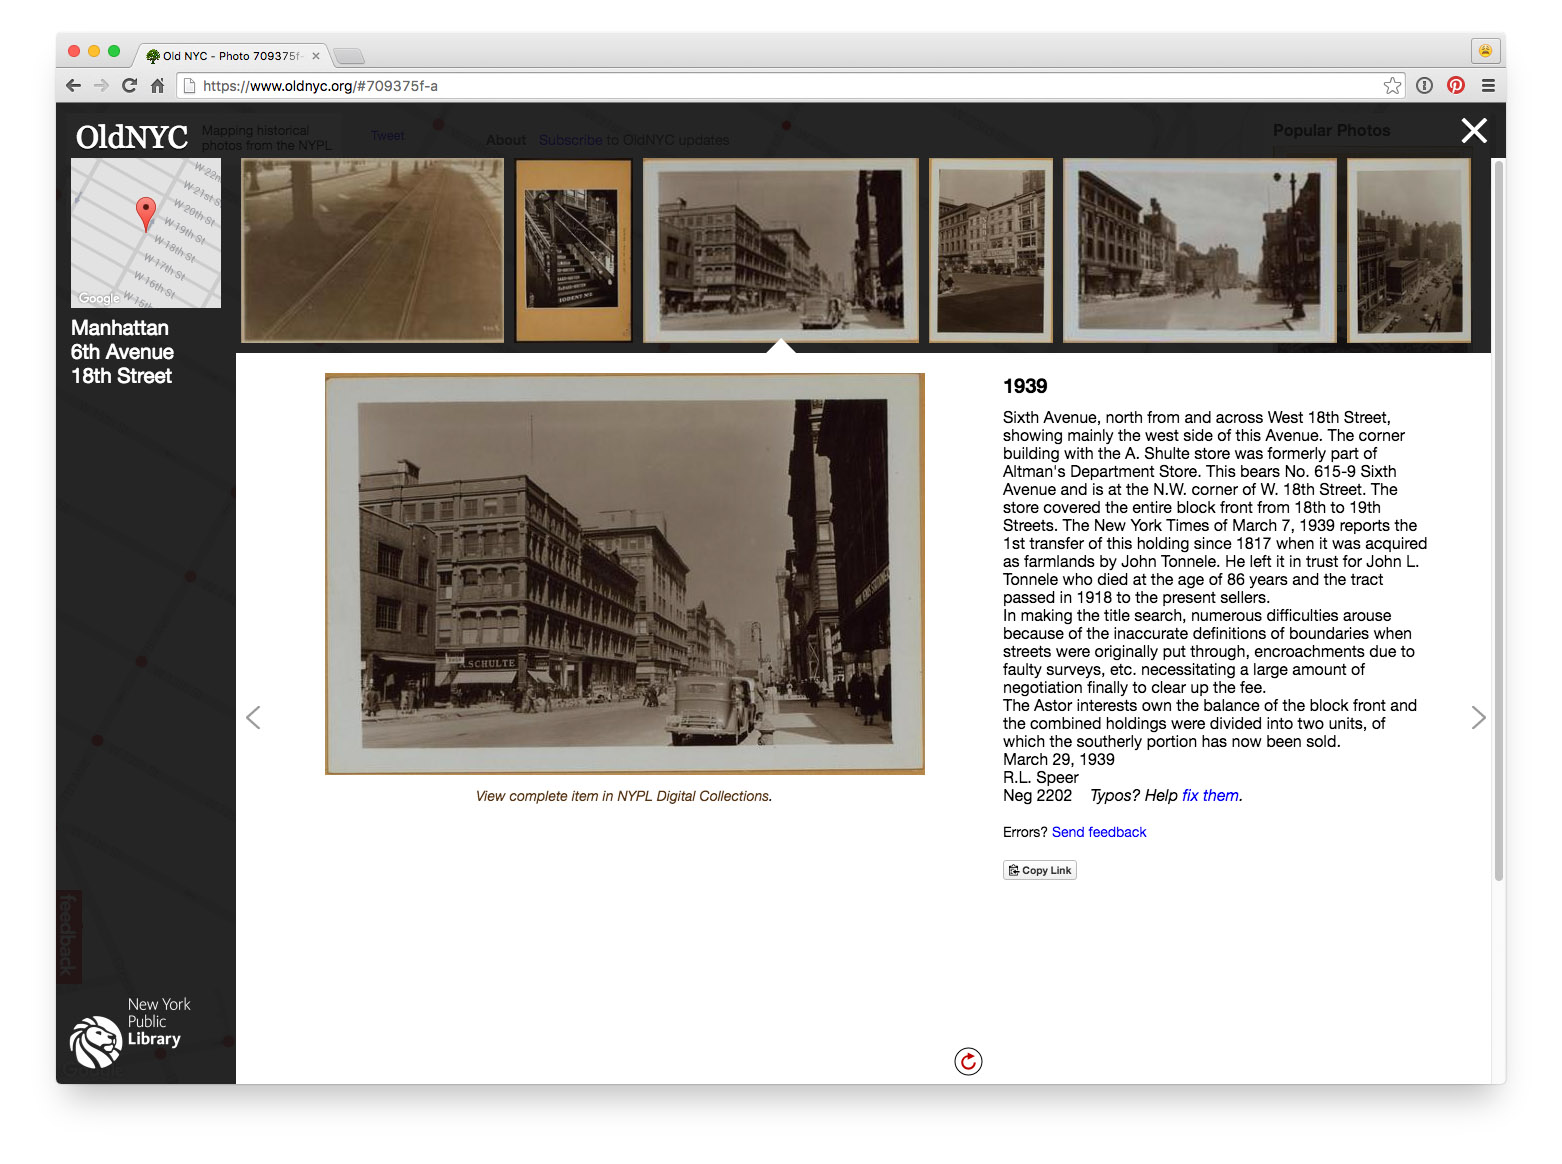 Old NYC - Photo 709375f-
https://www.oldnyc.org/#709375f-a
OldNYC
Mapping historical
photos from the NYPL
Tweet
About
Subscribe to OldNYC updates
Popular Photos
W 21st S
W 20th St
W 19th St
W 18th St
W 17th St
W 16th St
W 15th
Google
Manhattan
6th Avenue
18th Street
SCHULTE
View complete item in NYPL Digital Collections.
1939
Sixth Avenue, north from and across West 18th Street,
showing mainly the west side of this Avenue. The corner
building with the A. Shulte store was formerly part of
Altman's Department Store. This bears No. 615-9 Sixth
Avenue and is at the N.W. corner of W. 18th Street. The
store covered the entire block front from 18th to 19th
Streets. The New York Times of March 7, 1939 reports the
1st transfer of this holding since 1817 when it was acquired
as farmlands by John Tonnele. He left it in trust for John L.
Tonnele who died at the age of 86 years and the tract
passed in 1918 to the present sellers.
In making the title search, numerous difficulties arouse
because of the inaccurate definitions of boundaries when
streets were originally put through, encroachments due to
faulty surveys, etc. necessitating a large amount of
negotiation finally to clear up the fee.
The Astor interests own the balance of the block front and
the combined holdings were divided into two units, of
which the southerly portion has now been sold.
March 29, 1939
R.L. Speer
Neg 2202 Typos? Help fix them.
Errors? Send feedback
Copy Link
feedback
New York
Public
Library
Google